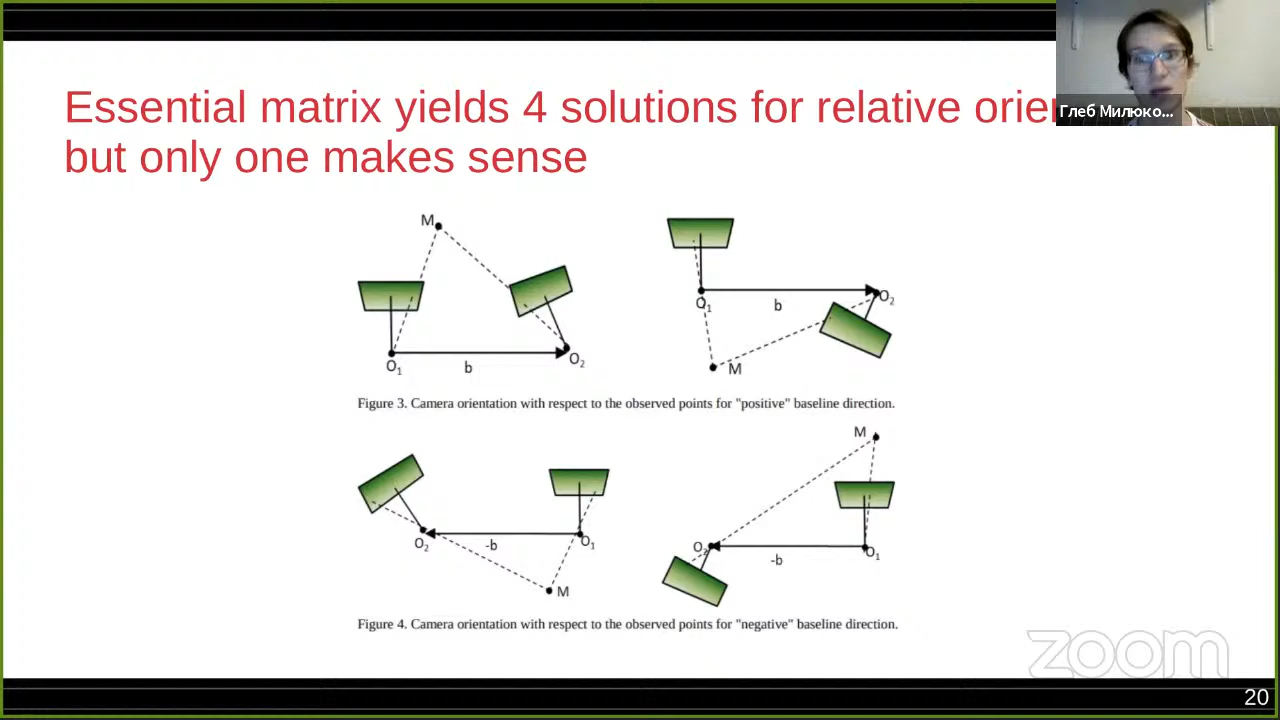 Essential matrix yields 4 solutions for relative
but only one makes sense
Глеб Милюко...
M
O1
b
O2
O1
b
O2
M
Figure 3. Camera orientation with respect to the observed points for "positive" baseline direction.
M
O2
-b
O1
M
O2
-b
O1
Figure 4. Camera orientation with respect to the observed points for "negative" baseline direction.
zoom
20